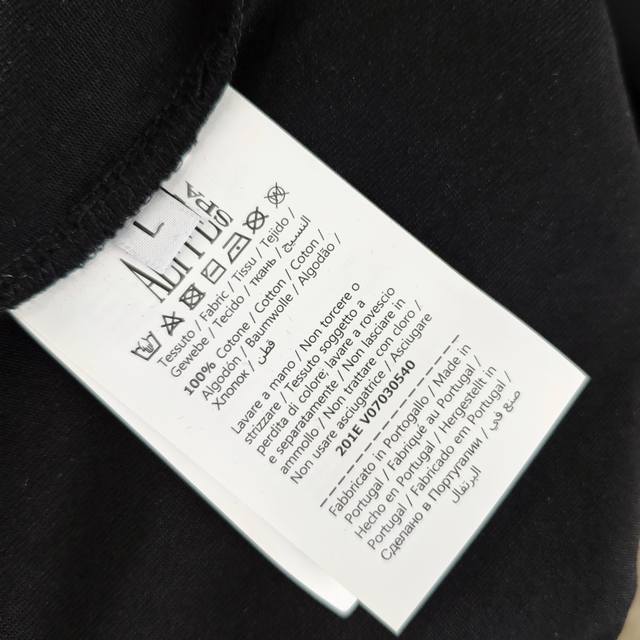 L
Tessuto / Fabric / Tissu / Tejido /
Gewebe / Tecido / ткань / النسيج /
100% Cotone / Cotton / Coton /
Algodón / Baumwolle / Algodão /
Хлопок / قطن
Lavare a mano / Non torcere o
strizzare / Tessuto soggetto a
perdita di colore, lavare a rovescio
e separatamente / Non lasciare in
ammollo / Non trattare con cloro /
Non usare asciugatrice / Asciugare
201E V07030540
Fabbricato in Portogallo / Made in
Portugal / Fabriqué au Portugal /
Hecho en Portugal / Hergestellt in
Portugal / Fabricado em Portugal /
Сделано в Португалии / صنع في
البرتغال